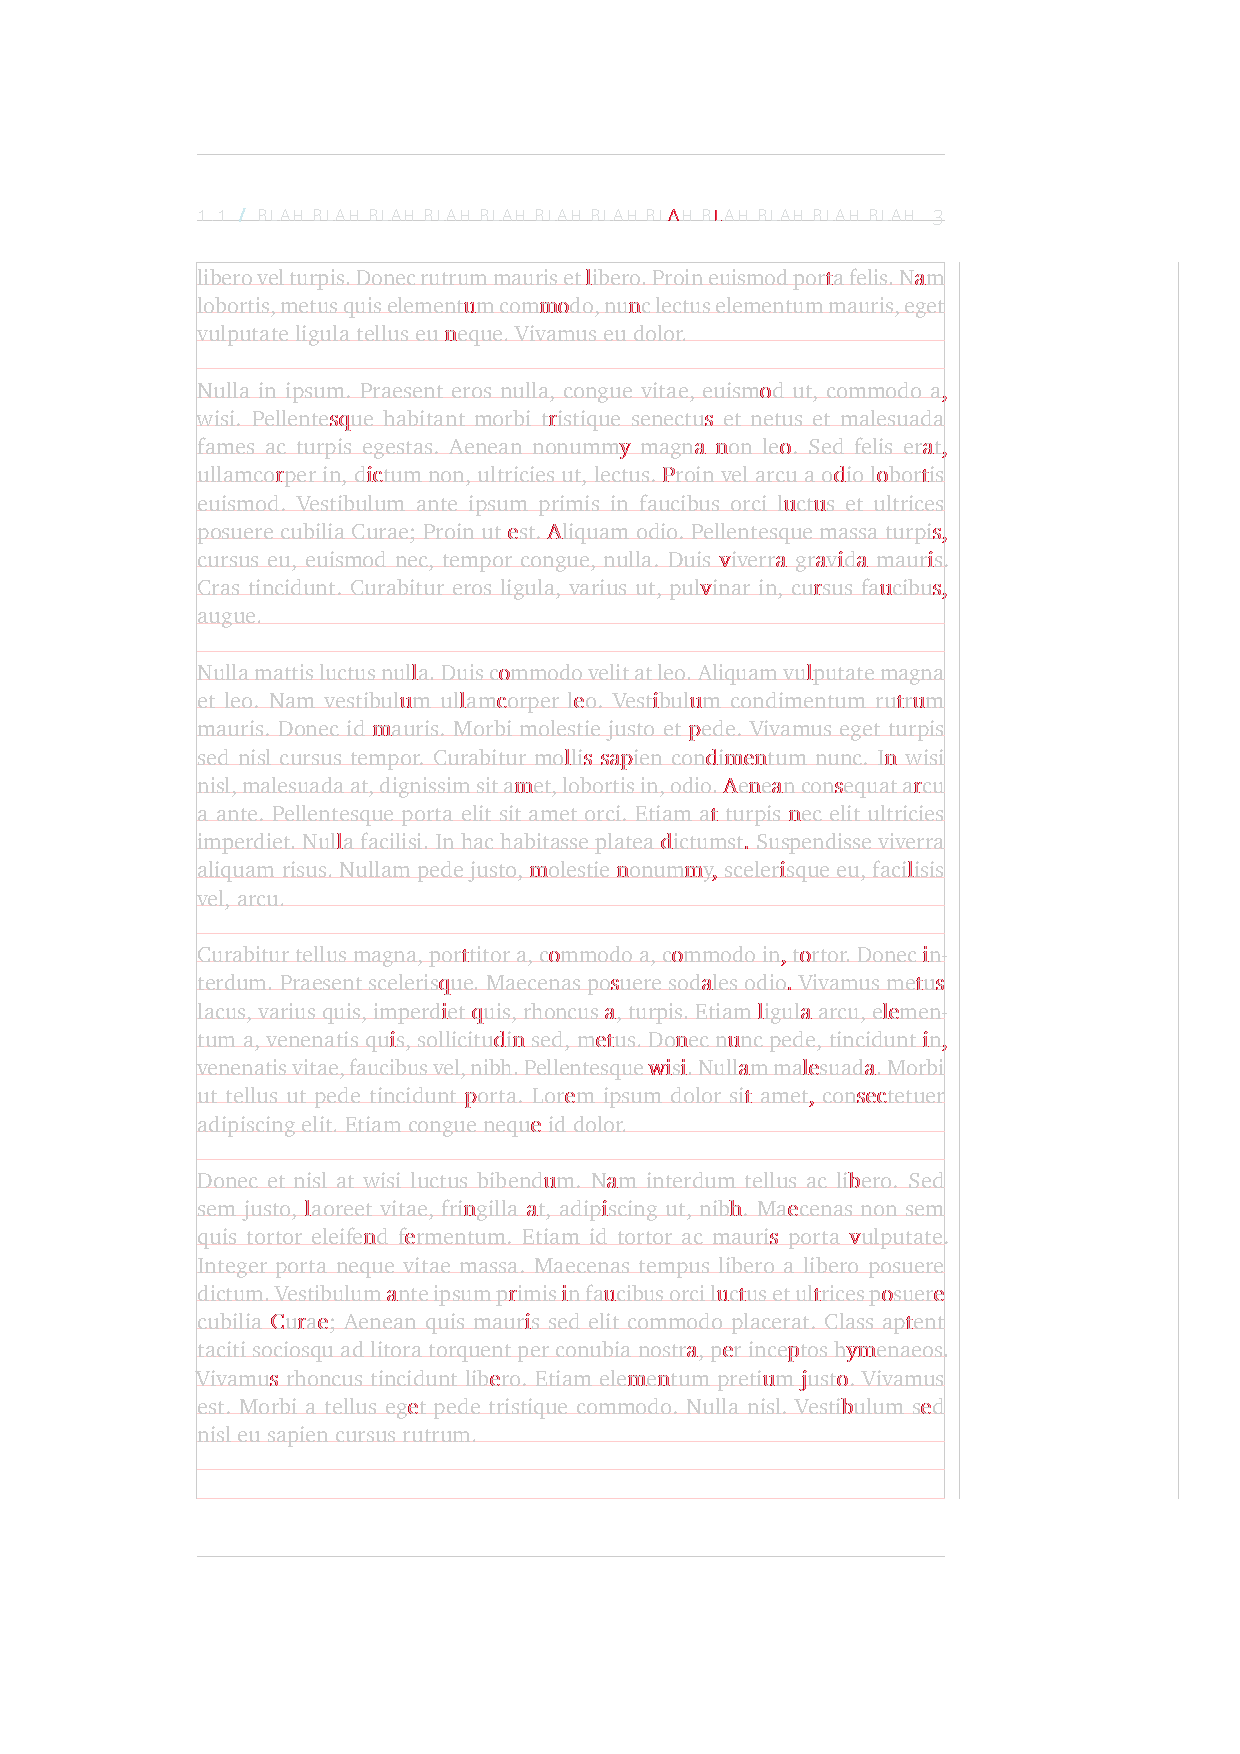 1 1 / BLAH BLAH BLAH BLAH BLAH BLAH BLAH BLAH BLAH BLAH BLAH BLAH 3
libero vel turpis. Donec rutrum mauris et libero. Proin euismod porta felis. Nam
lobortis, metus quis elementum commodo, nunc lectus elementum mauris, eget
vulputate ligula tellus eu neque. Vivamus eu dolor.
Nulla in ipsum. Praesent eros nulla, congue vitae, euismod ut, commodo a,
wisi. Pellentesque habitant morbi tristique senectus et netus et malesuada
fames ac turpis egestas. Aenean nonummy magna non leo. Sed felis erat,
ullamcorper in, dictum non, ultricies ut, lectus. Proin vel arcu a odio lobortis
euismod. Vestibulum ante ipsum primis in faucibus orci luctus et ultrices
posuere cubilia Curae; Proin ut est. Aliquam odio. Pellentesque massa turpis,
cursus eu, euismod nec, tempor congue, nulla. Duis viverra gravida mauris.
Cras tincidunt. Curabitur eros ligula, varius ut, pulvinar in, cursus faucibus,
augue.
Nulla mattis luctus nulla. Duis commodo velit at leo. Aliquam vulputate magna
et leo. Nam vestibulum ullamcorper leo. Vestibulum condimentum rutrum
mauris. Donec id mauris. Morbi molestie justo et pede. Vivamus eget turpis
sed nisl cursus tempor. Curabitur mollis sapien condimentum nunc. In wisi
nisl, malesuada at, dignissim sit amet, lobortis in, odio. Aenean consequat arcu
a ante. Pellentesque porta elit sit amet orci. Etiam at turpis nec elit ultricies
imperdiet. Nulla facilisi. In hac habitasse platea dictumst. Suspendisse viverra
aliquam risus. Nullam pede justo, molestie nonummy, scelerisque eu, facilisis
vel, arcu.
Curabitur tellus magna, porttitor a, commodo a, commodo in, tortor. Donec in-
terdum. Praesent scelerisque. Maecenas posuere sodales odio. Vivamus metus
lacus, varius quis, imperdiet quis, rhoncus a, turpis. Etiam ligula arcu, elemen-
tum a, venenatis quis, sollicitudin sed, metus. Donec nunc pede, tincidunt in,
venenatis vitae, faucibus vel, nibh. Pellentesque wisi. Nullam malesuada. Morbi
ut tellus ut pede tincidunt porta. Lorem ipsum dolor sit amet, consectetuer
adipiscing elit. Etiam congue neque id dolor.
Donec et nisl at wisi luctus bibendum. Nam interdum tellus ac libero. Sed
sem justo, laoreet vitae, fringilla at, adipiscing ut, nibh. Maecenas non sem
quis tortor eleifend fermentum. Etiam id tortor ac mauris porta vulputate.
Integer porta neque vitae massa. Maecenas tempus libero a libero posuere
dictum. Vestibulum ante ipsum primis in faucibus orci luctus et ultrices posuere
cubilia Curae; Aenean quis mauris sed elit commodo placerat. Class aptent
taciti sociosqu ad litora torquent per conubia nostra, per inceptos hymenaeos.
Vivamus rhoncus tincidunt libero. Etiam elementum pretium justo. Vivamus
est. Morbi a tellus eget pede tristique commodo. Nulla nisl. Vestibulum sed
nisl eu sapien cursus rutrum.